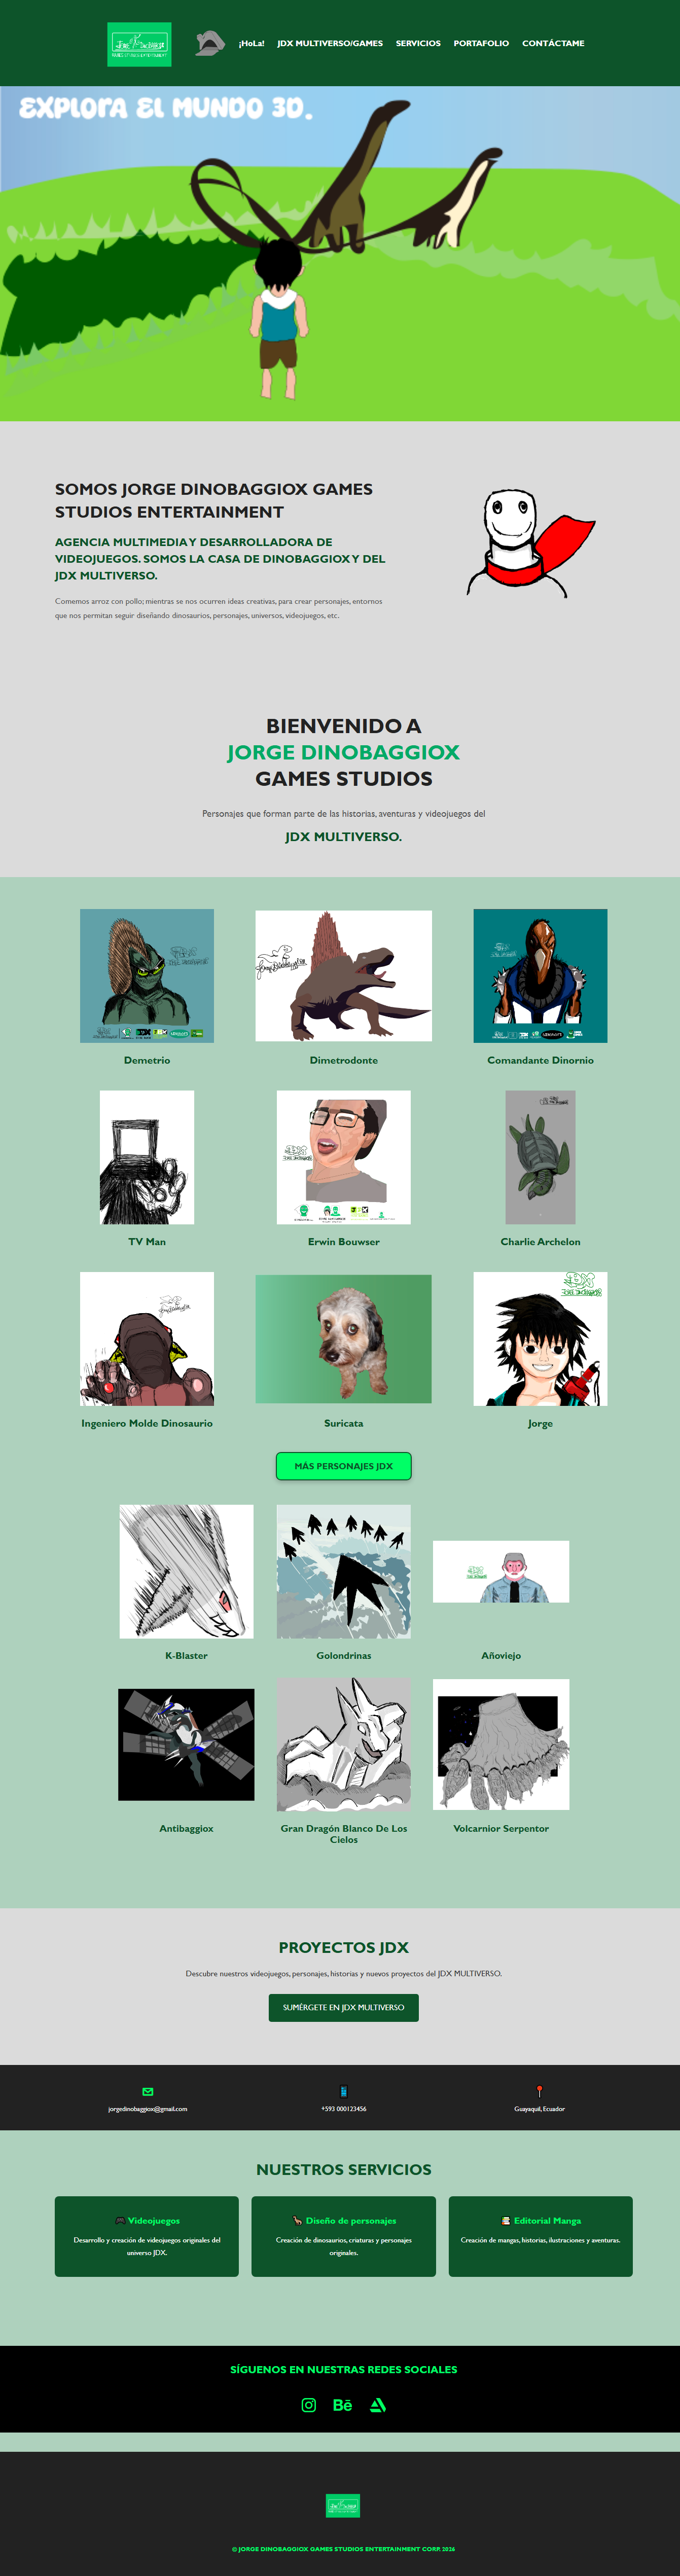 ¡HoLa!
JDX MULTIVERSO/GAMES
SERVICIOS
PORTAFOLIO
CONTÁCTAME
EXPLORA EL MUNDO 3D.
SOMOS JORGE DINOBAGGIOX GAMES
STUDIOS ENTERTAINMENT
AGENCIA MULTIMEDIA Y DESARROLLADORA DE
VIDEOJUEGOS. SOMOS LA CASA DE DINOBAGGIOX Y DEL
JDX MULTIVERSO.
Comemos arroz con pollo; mientras se nos ocurren ideas creativas, para crear personajes, entornos
que nos permitan seguir diseñando dinosaurios, personajes, universos, videojuegos, etc.
BIENVENIDO A
JORGE DINOBAGGIOX
GAMES STUDIOS
Personajes que forman parte de las historias, aventuras y videojuegos del
JDX MULTIVERSO.
Demetrio
Dimetrodonte
Comandante Dinornio
TV Man
Erwin Bouwser
Charlie Archelon
Ingeniero Molde Dinosaurio
Suricata
Jorge
MÁS PERSONAJES JDX
K-Blaster
Golondrinas
Añoviejo
Antibaggiox
Gran Dragón Blanco De Los
Cielos
Volcarnior Serpentor
PROYECTOS JDX
Descubre nuestros videojuegos, personajes, historias y nuevos proyectos del JDX MULTIVERSO.
SUMÉRGETE EN JDX MULTIVERSO
jorgedinobaggiox@gmail.com
+593 000123456
Guayaquil, Ecuador
NUESTROS SERVICIOS
Videojuegos
Desarrollo y creación de videojuegos originales del
universo JDX.
Diseño de personajes
Creación de dinosaurios, criaturas y personajes
originales.
Editorial Manga
Creación de mangas, historias, ilustraciones y aventuras.
SÍGUENOS EN NUESTRAS REDES SOCIALES
Bē
© JORGE DINOBAGGIOX GAMES STUDIOS ENTERTAINMENT CORP. 2026